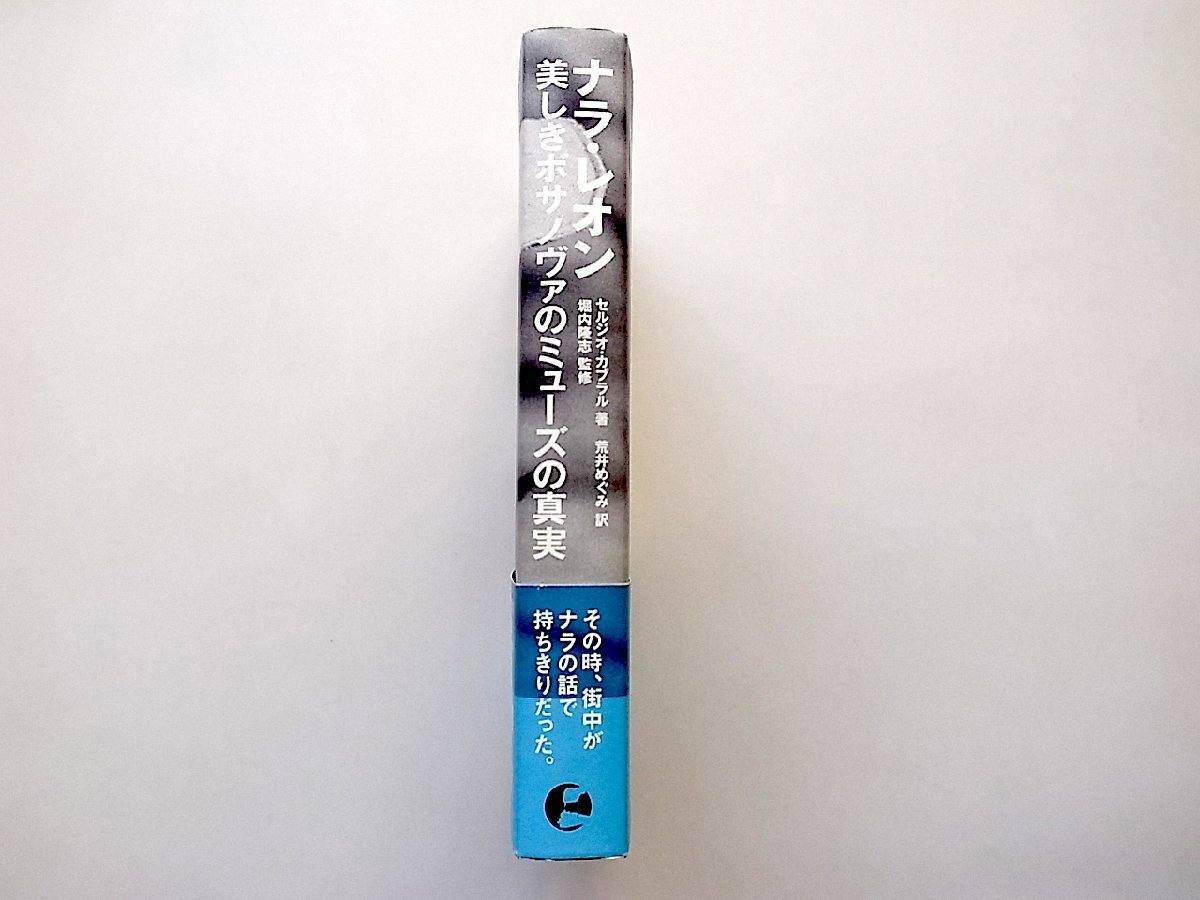 ナラ・レオン
美しきボサノヴァのミューズの真実
セルジオ・カブラル 著 荒井めぐみ 訳
堀内隆志 監修
その時、街中が
ナラの話で
持ちきりだった。